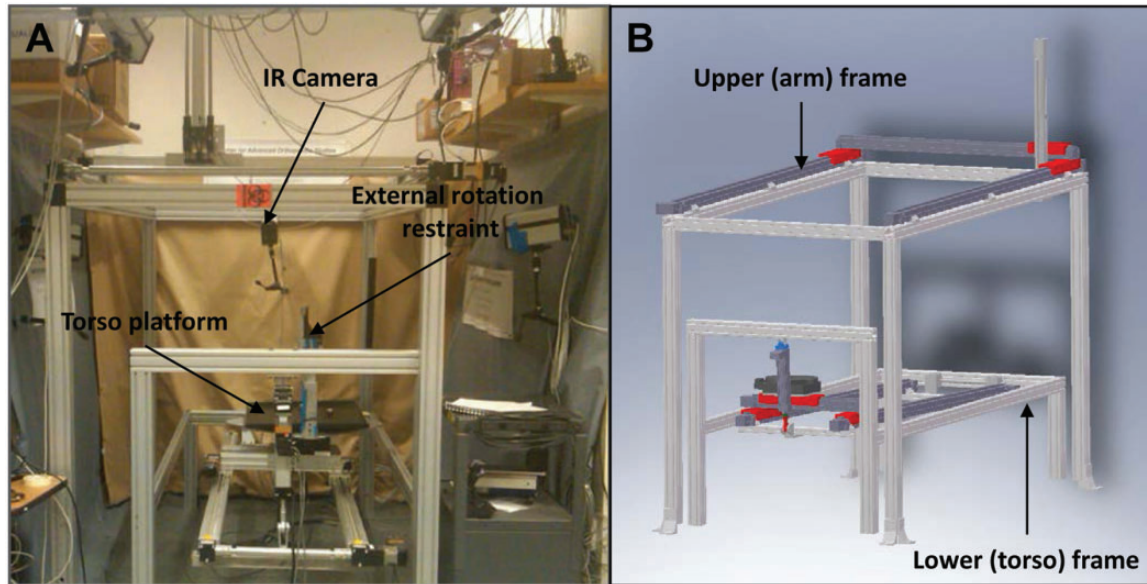 A
IR Camera
External rotation
restraint
Torso platform
B
Upper (arm) frame
Lower (torso) frame